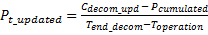 P_t_updated = (C_decom_upd − P_cumulated) / (T_end_decom − T_operation)